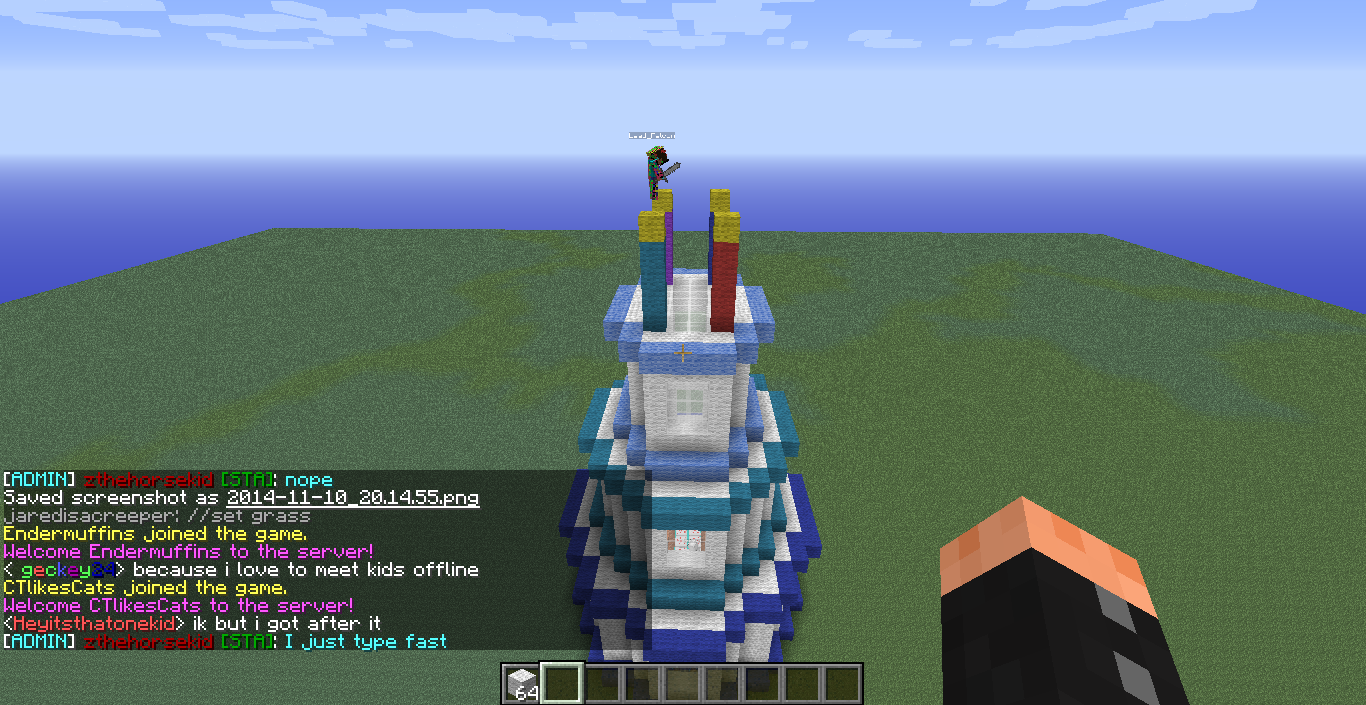 [ADMIN] zthehorsekid [STA]: nope
Saved screenshot as 2014-11-10_20.14.55.png
jaredisacreeper: //set grass
Endermuffins joined the game.
Welcome Endermuffins to the server!
< geckey24> because i love to meet kids offline
CTlikesCats joined the game.
Welcome CTlikesCats to the server!
<Heyitsthatonekid> ik but i got after it
[ADMIN] zthehorsekid [STA]: I just type fast
64